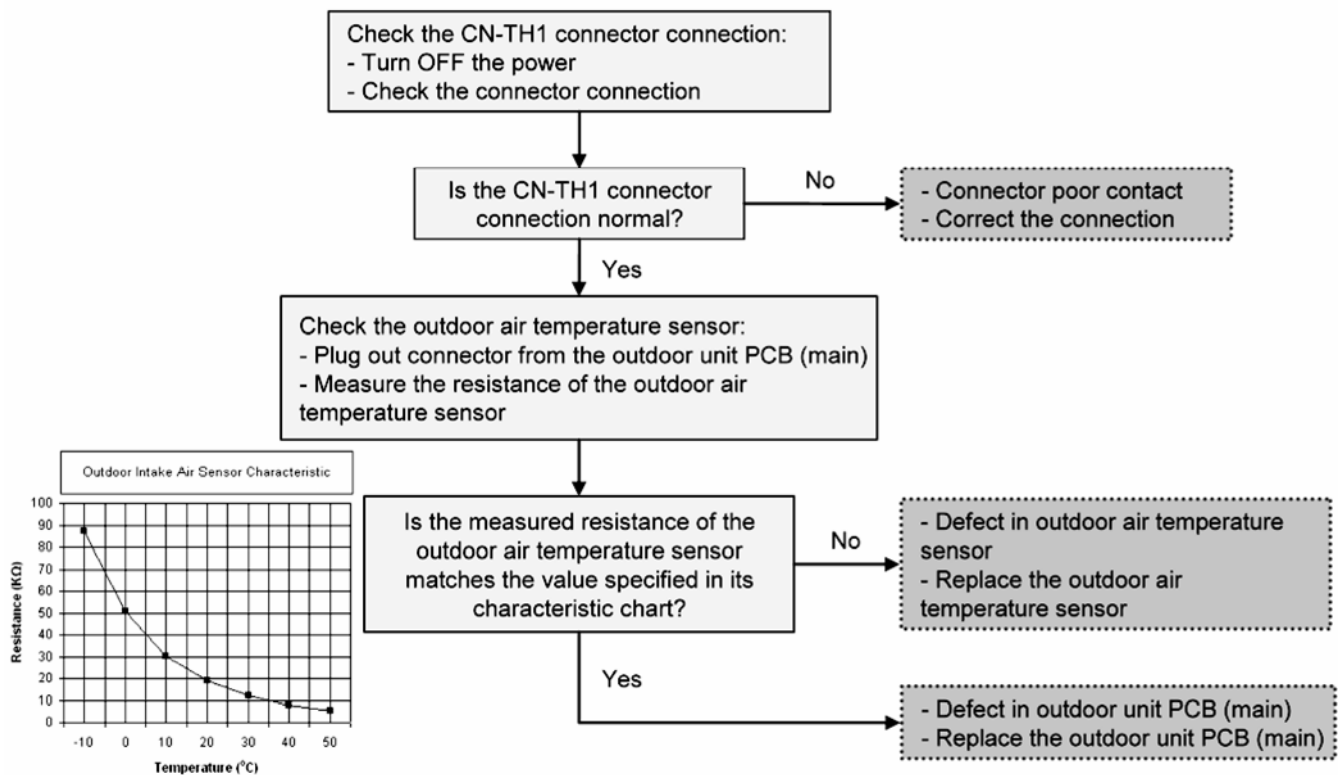 Check the CN-TH1 connector connection:
- Turn OFF the power
- Check the connector connection
Is the CN-TH1 connector
connection normal?
No
- Connector poor contact
- Correct the connection
Yes
Check the outdoor air temperature sensor:
- Plug out connector from the outdoor unit PCB (main)
- Measure the resistance of the outdoor air
temperature sensor
Outdoor Intake Air Sensor Characteristic
100
90
80
70
60
50
40
30
20
10
0
Resistance (KΩ)
-10 0 10 20 30 40 50
Temperature (°C)
Is the measured resistance of the
outdoor air temperature sensor
matches the value specified in its
characteristic chart?
No
- Defect in outdoor air temperature
sensor
- Replace the outdoor air
temperature sensor
Yes
- Defect in outdoor unit PCB (main)
- Replace the outdoor unit PCB (main)